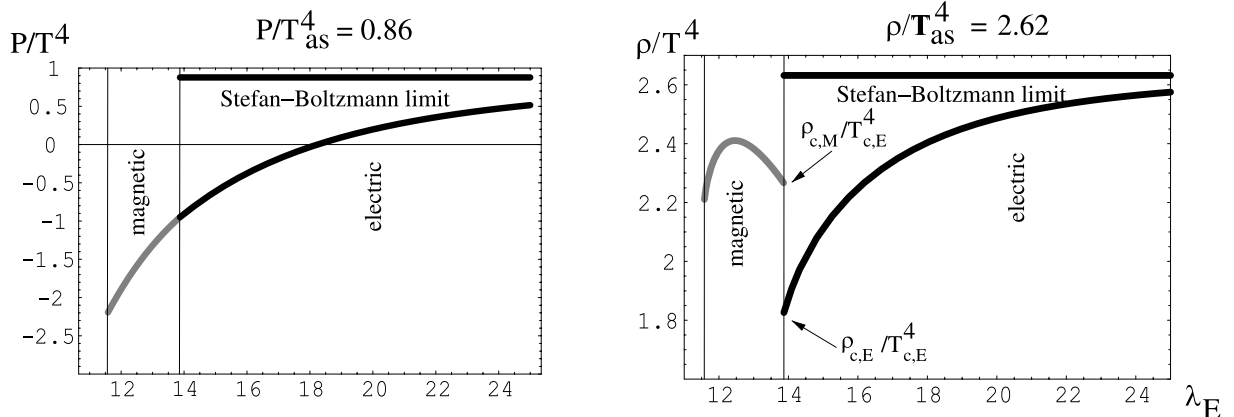 P/T⁴
P/T⁴as = 0.86
1
0.5
0
−0.5
−1
−1.5
−2
−2.5
Stefan−Boltzmann limit
magnetic
electric
12 14 16 18 20 22 24
ρ/T⁴
ρ/T⁴as = 2.62
2.6
2.4
2.2
2
1.8
Stefan−Boltzmann limit
ρc,M /T⁴c,E
magnetic
electric
ρc,E /T⁴c,E
12 14 16 18 20 22 24
λE